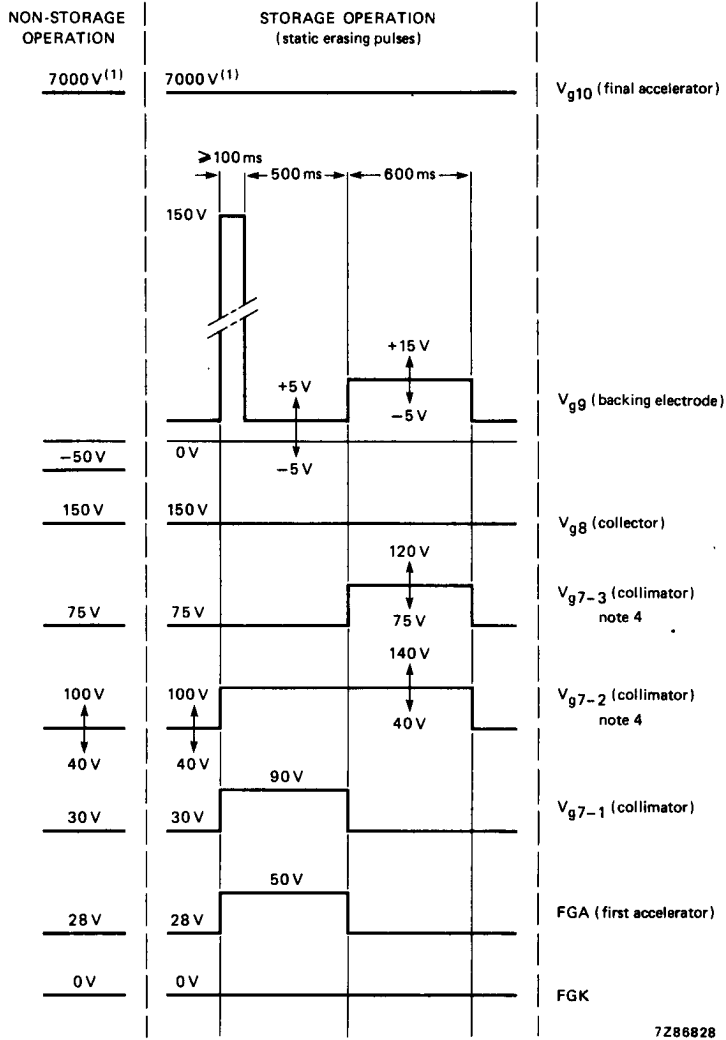 NON-STORAGE OPERATION
STORAGE OPERATION
(static erasing pulses)
7000 V(1)
7000 V(1)
Vg10 (final accelerator)
⩾100 ms
500 ms
600 ms
150 V
+15 V
+5 V
−5 V
Vg9 (backing electrode)
−50 V
0 V
−5 V
150 V
150 V
Vg8 (collector)
120 V
75 V
75 V
75 V
Vg7−3 (collimator)
note 4
140 V
100 V
100 V
Vg7−2 (collimator)
note 4
40 V
40 V
40 V
90 V
30 V
30 V
Vg7−1 (collimator)
50 V
28 V
28 V
FGA (first accelerator)
0 V
0 V
FGK
7Z86828